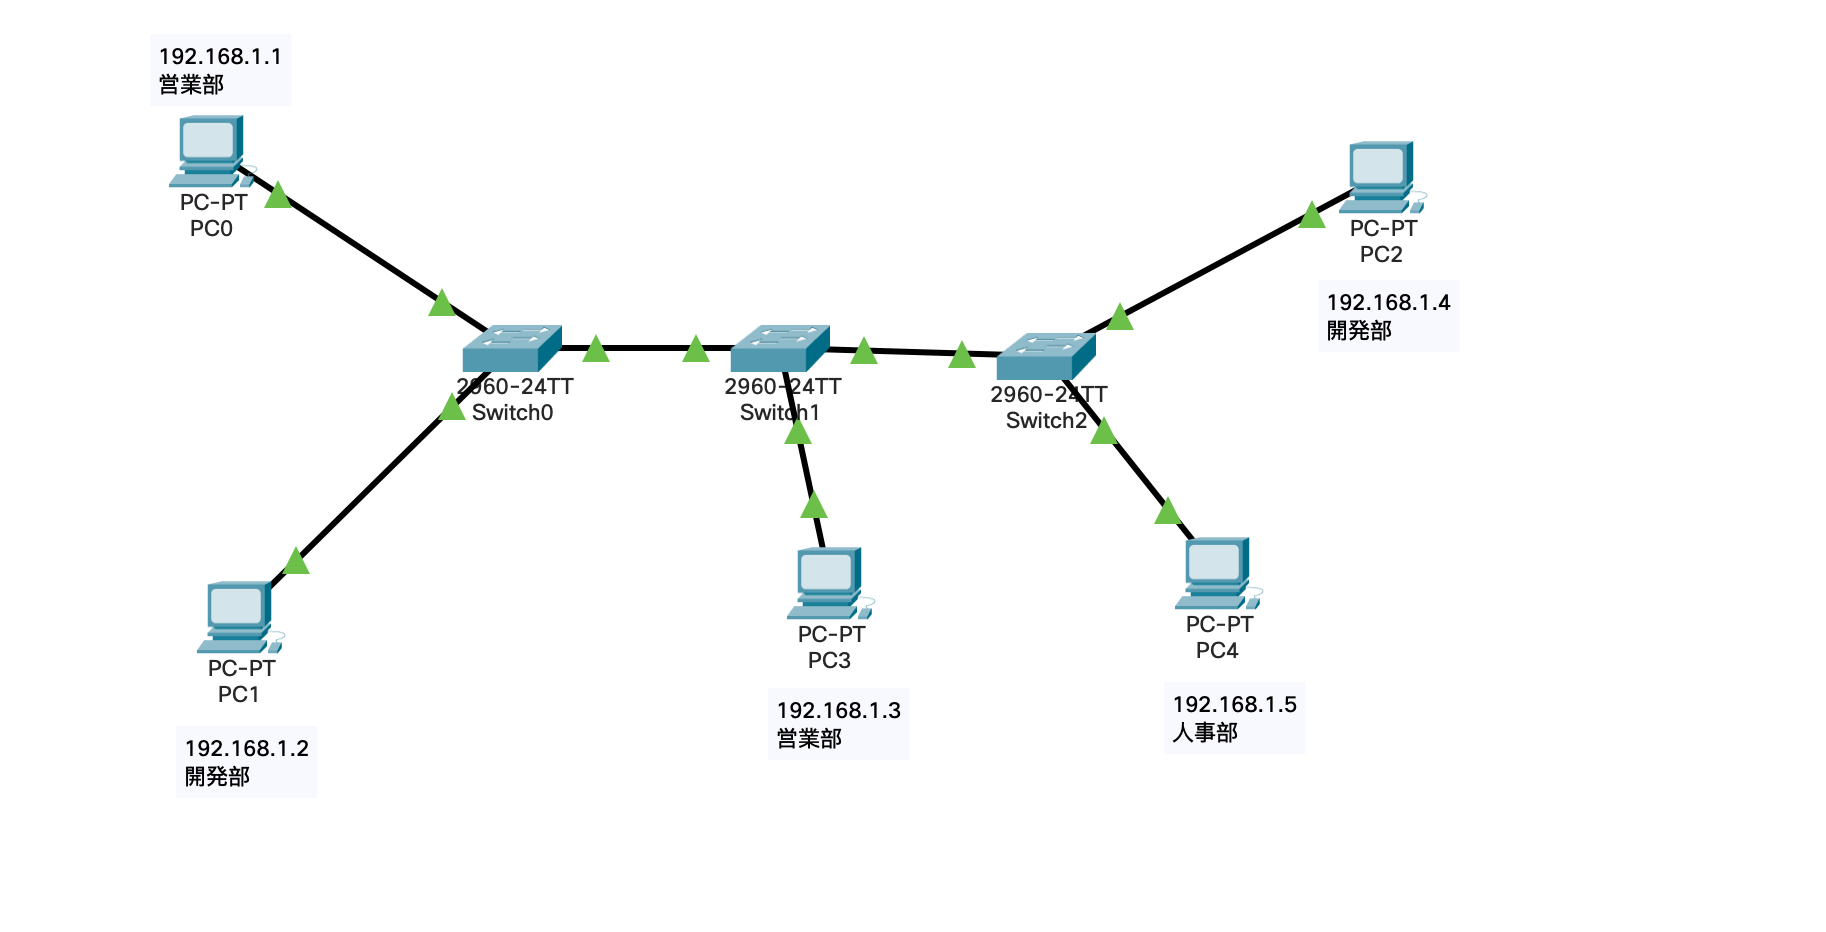 192.168.1.1
営業部
PC-PT
PC0
PC-PT
PC2
192.168.1.4
開発部
2960-24TT
Switch0
2960-24TT
Switch1
2960-24TT
Switch2
PC-PT
PC1
192.168.1.2
開発部
PC-PT
PC3
192.168.1.3
営業部
PC-PT
PC4
192.168.1.5
人事部